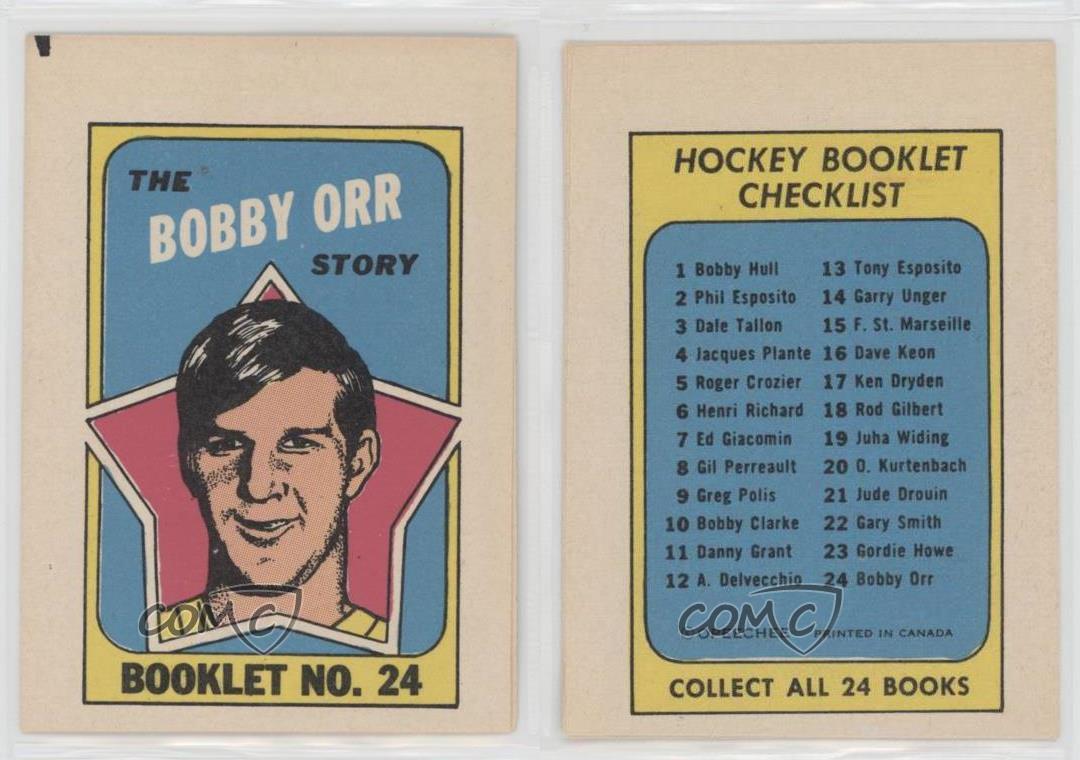 THE
BOBBY ORR
STORY
BOOKLET NO. 24
COMC
HOCKEY BOOKLET
CHECKLIST
1 Bobby Hull
2 Phil Esposito
3 Dale Tallon
4 Jacques Plante
5 Roger Crozier
6 Henri Richard
7 Ed Giacomin
8 Gil Perreault
9 Greg Polis
10 Bobby Clarke
11 Danny Grant
12 A. Delvecchio
13 Tony Esposito
14 Garry Unger
15 F. St. Marseille
16 Dave Keon
17 Ken Dryden
18 Rod Gilbert
19 Juha Widing
20 O. Kurtenbach
21 Jude Drouin
22 Gary Smith
23 Gordie Howe
24 Bobby Orr
COMC
OPEECHEE PRINTED IN CANADA
COLLECT ALL 24 BOOKS